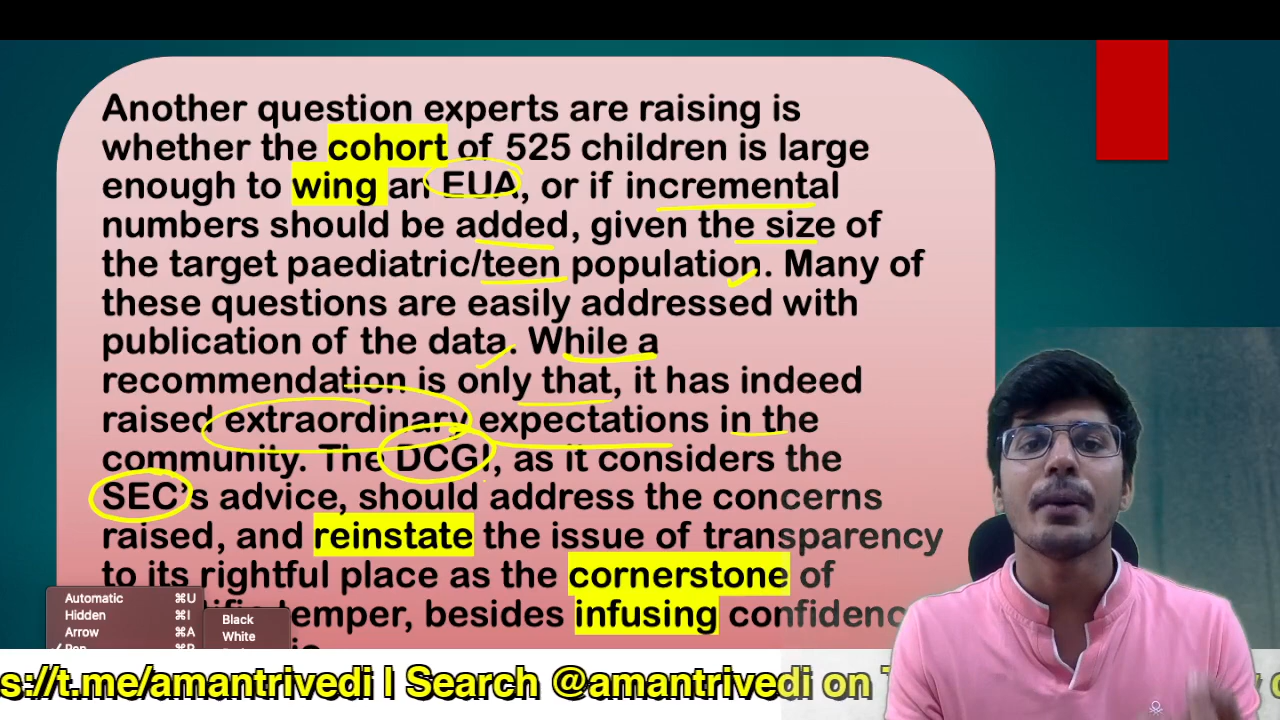 Another question experts are raising is
whether the cohort of 525 children is large
enough to wing an EUA, or if incremental
numbers should be added, given the size of
the target paediatric/teen population. Many of
these questions are easily addressed with
publication of the data. While a
recommendation is only that, it has indeed
raised extraordinary expectations in the
community. The DCGI, as it considers the
SEC's advice, should address the concerns
raised, and reinstate the issue of transparency
to its rightful place as the cornerstone of
temper, besides infusing
Automatic ⌘U
Hidden ⌘I
Arrow ⌘A
Pen
Black
White
s://t.me/amantrivedi | Search @amantrivedi on